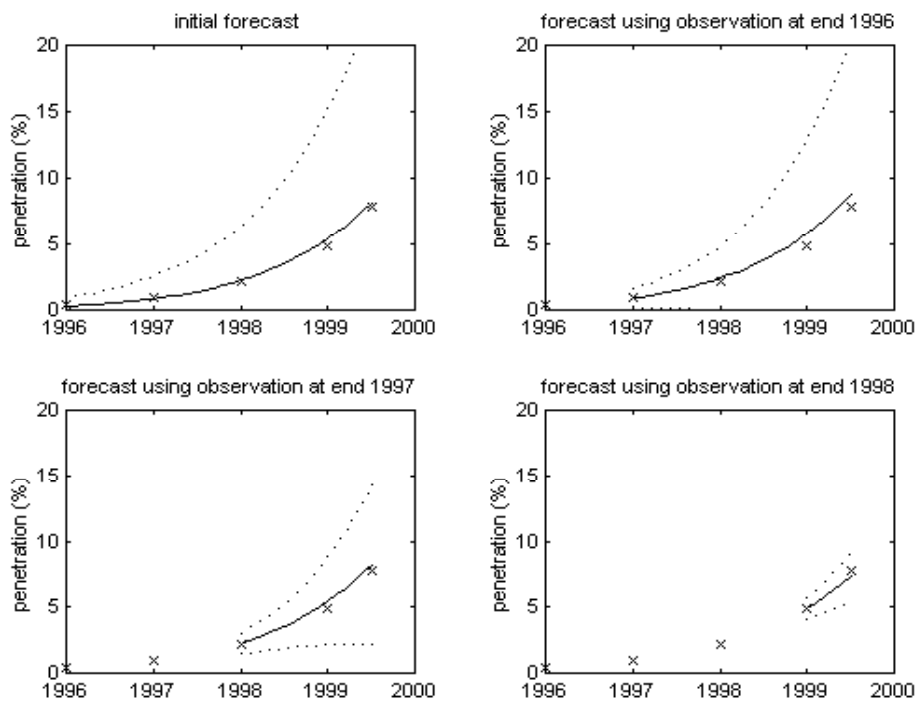 initial forecast
penetration (%)
20
15
10
5
0
1996 1997 1998 1999 2000
forecast using observation at end 1996
penetration (%)
20
15
10
5
0
1996 1997 1998 1999 2000
forecast using observation at end 1997
penetration (%)
20
15
10
5
0
1996 1997 1998 1999 2000
forecast using observation at end 1998
penetration (%)
20
15
10
5
0
1996 1997 1998 1999 2000